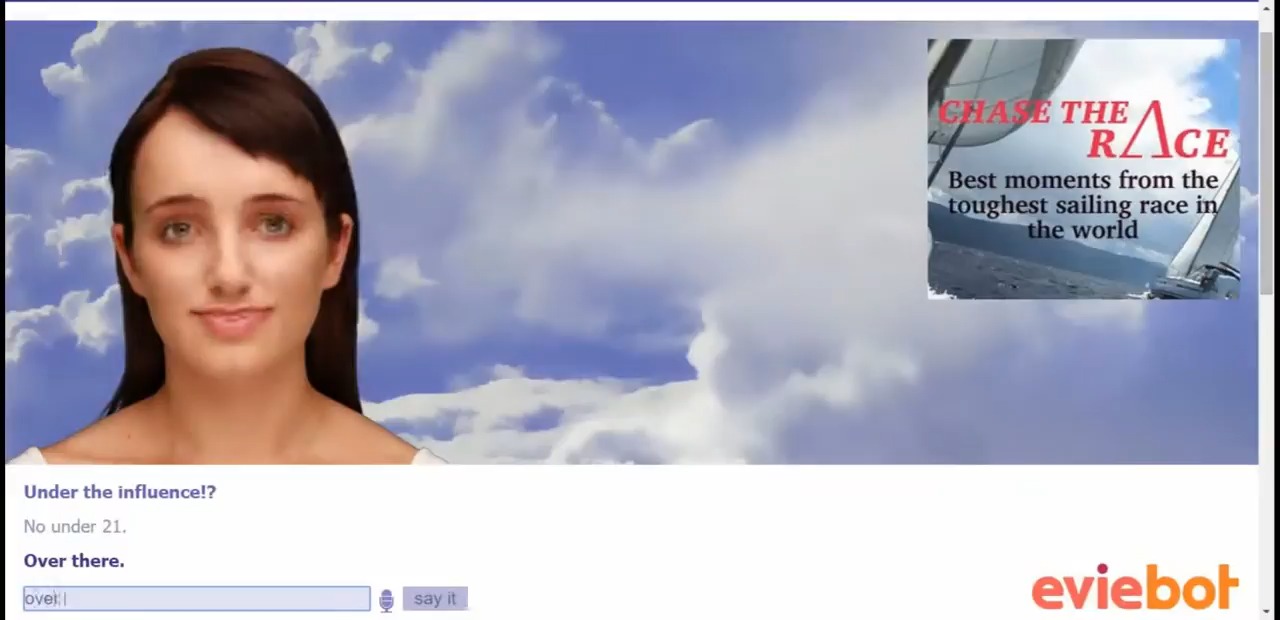 CHASE THE
RACE
Best moments from the
toughest sailing race in
the world
Under the influence!?
No under 21.
Over there.
over
say it
eviebot